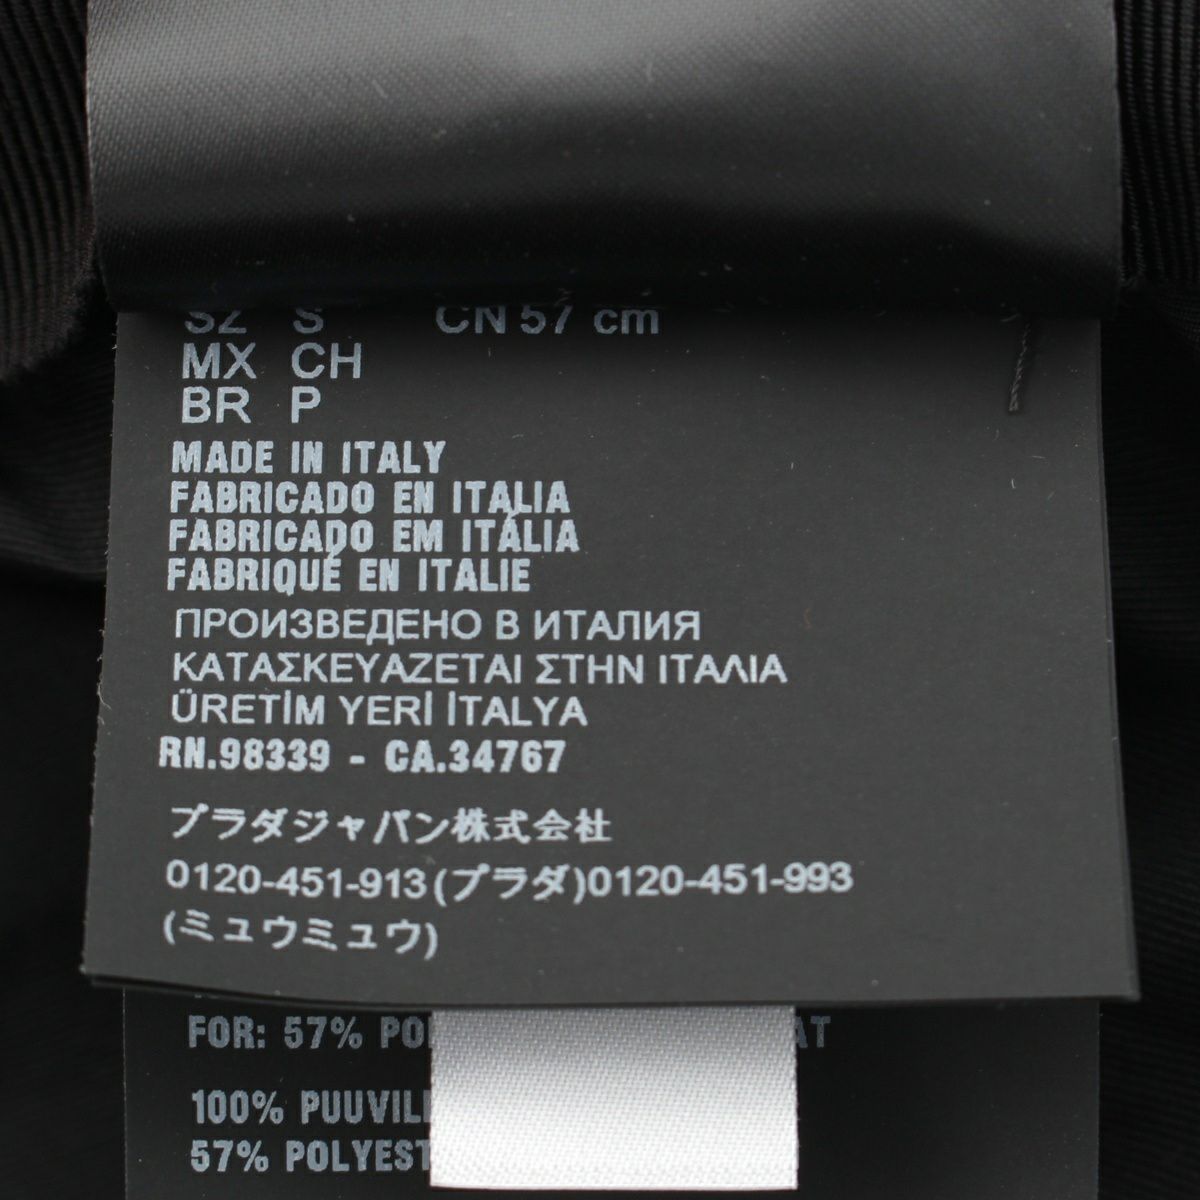 SZ S CN 57 cm
MX CH
BR P
MADE IN ITALY
FABRICADO EN ITALIA
FABRICADO EM ITÁLIA
FABRIQUÉ EN ITALIE
ПРОИЗВЕДЕНО В ИТАЛИЯ
ΚΑΤΑΣΚΕΥΑΖΕΤΑΙ ΣΤΗΝ ΙΤΑΛΙΑ
ÜRETİM YERİ İTALYA
RN.98339 - CA.34767
プラダジャパン株式会社
0120-451-913(プラダ)0120-451-993
(ミュウミュウ)
FOR: 57%
100%
57%